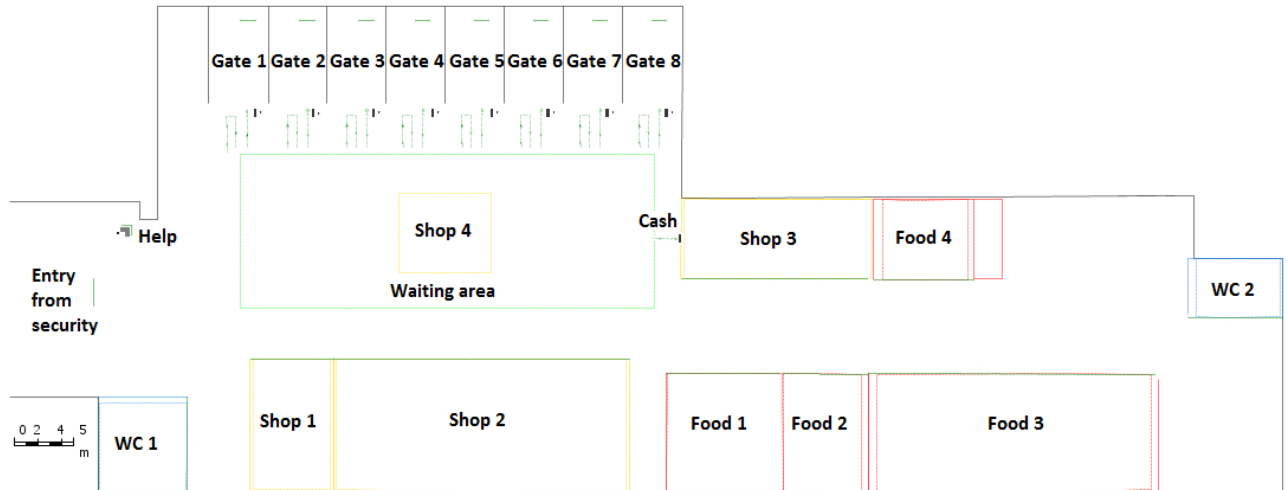 Gate 1 Gate 2 Gate 3 Gate 4 Gate 5 Gate 6 Gate 7 Gate 8
Help
Shop 4
Cash
Shop 3
Food 4
Entry
from
security
Waiting area
WC 2
0 2 4 5
m
WC 1
Shop 1
Shop 2
Food 1
Food 2
Food 3